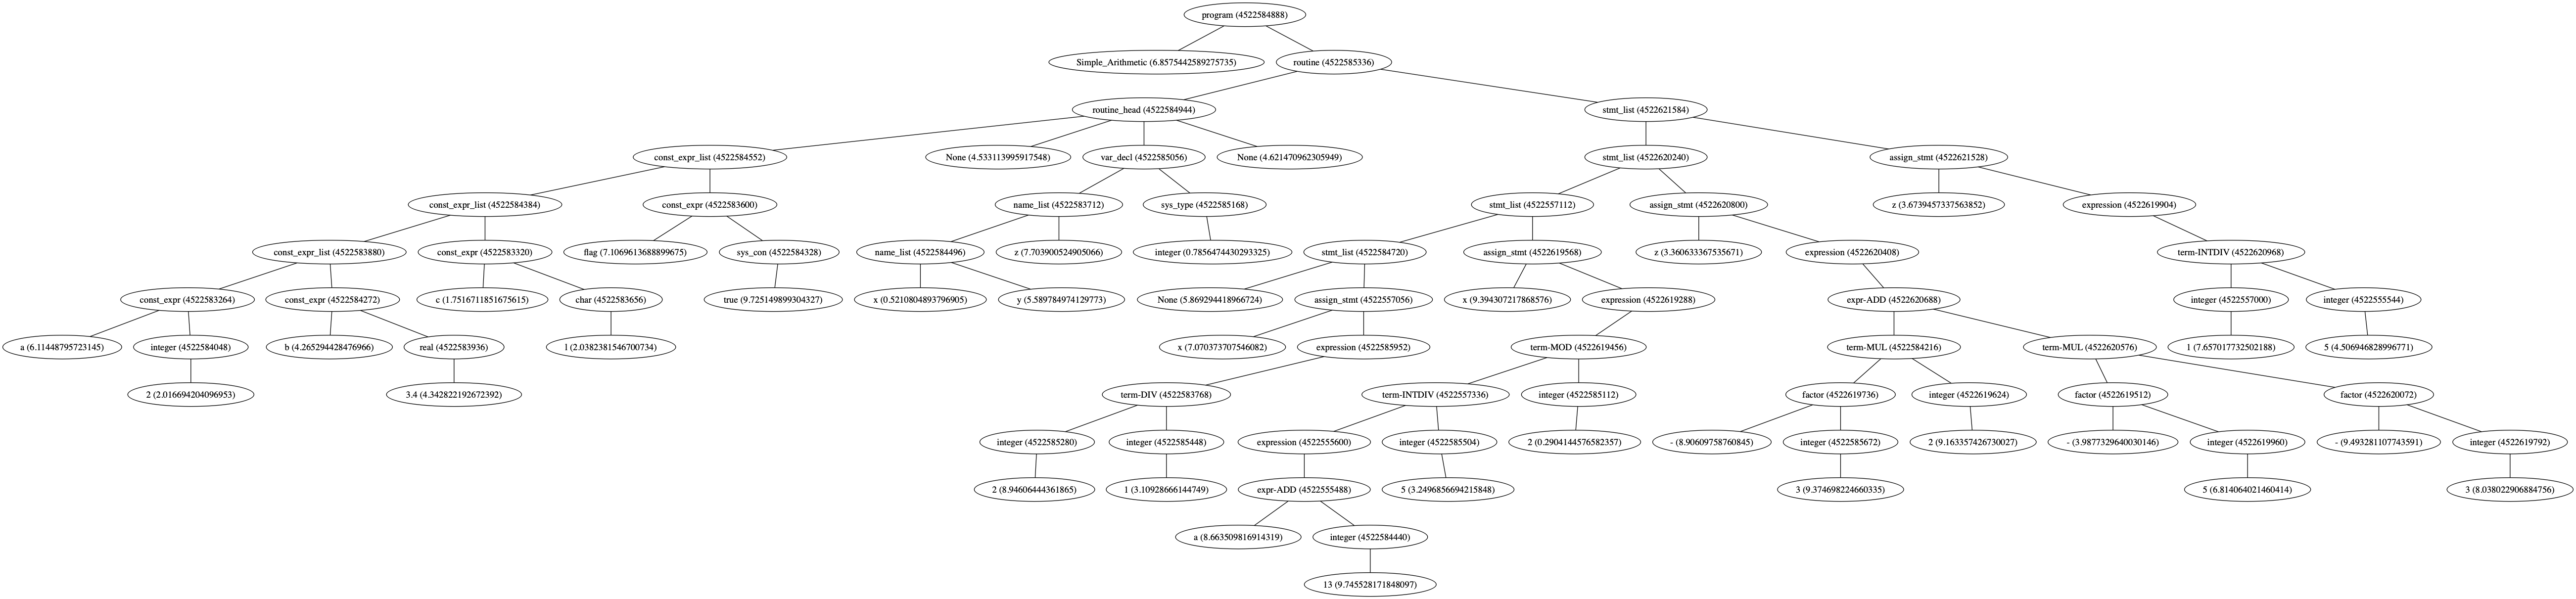 program (4522584888)
Simple_Arithmetic (6.8575442589275735)
routine (4522585336)
routine_head (4522584944)
stmt_list (4522621584)
const_expr_list (4522584552)
None (4.533113995917548)
var_decl (4522585056)
None (4.621470962305949)
stmt_list (4522620240)
assign_stmt (4522621528)
const_expr_list (4522584384)
const_expr (4522583600)
name_list (4522583712)
sys_type (4522585168)
stmt_list (4522557112)
assign_stmt (4522620800)
z (3.6739457337563852)
expression (4522619904)
const_expr_list (4522583880)
const_expr (4522583320)
flag (7.1069613688899675)
sys_con (4522584328)
name_list (4522584496)
z (7.703900524905066)
integer (0.7856474430293325)
stmt_list (4522584720)
assign_stmt (4522619568)
z (3.360633367535671)
expression (4522620408)
term-INTDIV (4522620968)
const_expr (4522583264)
const_expr (4522584272)
c (1.7516711851675615)
char (4522583656)
true (9.725149899304327)
x (0.5210804893796905)
y (5.589784974129773)
None (5.869294418966724)
assign_stmt (4522557056)
x (9.394307217868576)
expression (4522619288)
expr-ADD (4522620688)
integer (4522557000)
integer (4522555544)
a (6.11448795723145)
integer (4522584048)
b (4.265294428476966)
real (4522583936)
l (2.0382381546700734)
x (7.070373707546082)
expression (4522585952)
term-MOD (4522619456)
term-MUL (4522584216)
term-MUL (4522620576)
1 (7.657017732502188)
5 (4.506946828996771)
2 (2.016694204096953)
3.4 (4.342822192672392)
term-DIV (4522583768)
term-INTDIV (4522557336)
integer (4522585112)
factor (4522619736)
integer (4522619624)
factor (4522619512)
factor (4522620072)
integer (4522585280)
integer (4522585448)
expression (4522555600)
integer (4522585504)
2 (0.2904144576582357)
- (8.90609758760845)
integer (4522585672)
2 (9.163357426730027)
- (3.9877329640030146)
integer (4522619960)
- (9.493281107743591)
integer (4522619792)
2 (8.94606444361865)
1 (3.10928666144749)
expr-ADD (4522555488)
5 (3.2496856694215848)
3 (9.374698224660335)
5 (6.814064021460414)
3 (8.038022906884756)
a (8.663509816914319)
integer (4522584440)
13 (9.745528171848097)